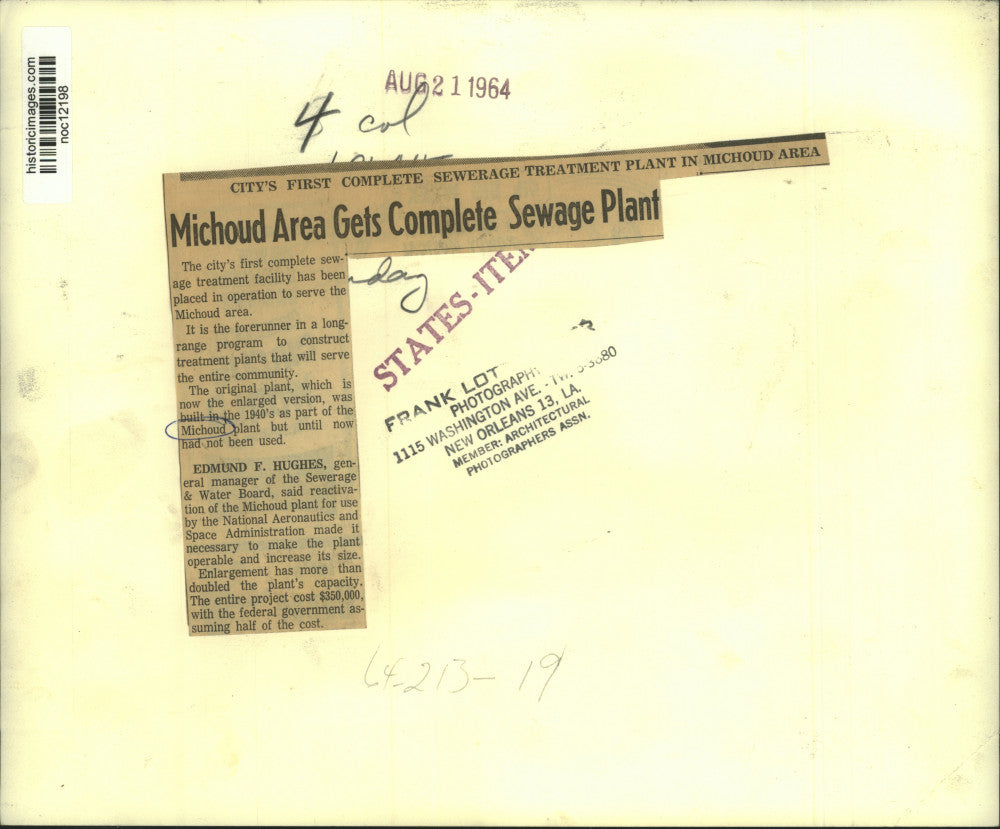 historicimages.com
noc12198
AUG 21 1964
4 col
CITY'S FIRST COMPLETE SEWERAGE TREATMENT PLANT IN MICHOUD AREA
Michoud Area Gets Complete Sewage Plant
The city's first complete sew-
age treatment facility has been
placed in operation to serve the
Michoud area.
It is the forerunner in a long-
range program to construct
treatment plants that will serve
the entire community.
The original plant, which is
now the enlarged version, was
built in the 1940's as part of the
Michoud plant but until now
had not been used.
EDMUND F. HUGHES, gen-
eral manager of the Sewerage
& Water Board, said reactiva-
tion of the Michoud plant for use
by the National Aeronautics and
Space Administration made it
necessary to make the plant
operable and increase its size.
Enlargement has more than
doubled the plant's capacity.
The entire project cost $350,000,
with the federal government as-
suming half of the cost.
day
STATES-ITE
FRANK LOT
PHOTOGRAPH
1115 WASHINGTON AVE. -
NEW ORLEANS 13, LA.
MEMBER: ARCHITECTURAL
PHOTOGRAPHERS ASSN.
64-213-19